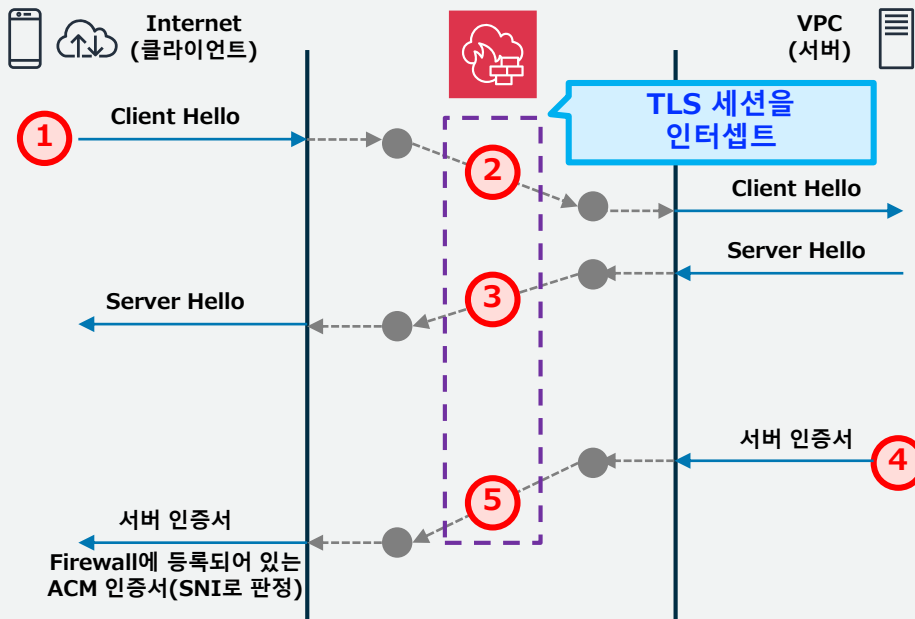 Internet
(클라이언트)
VPC
(서버)
TLS 세션을
인터셉트
1
Client Hello
2
Client Hello
Server Hello
3
Server Hello
서버 인증서
4
5
서버 인증서
Firewall에 등록되어 있는
ACM 인증서(SNI로 판정)